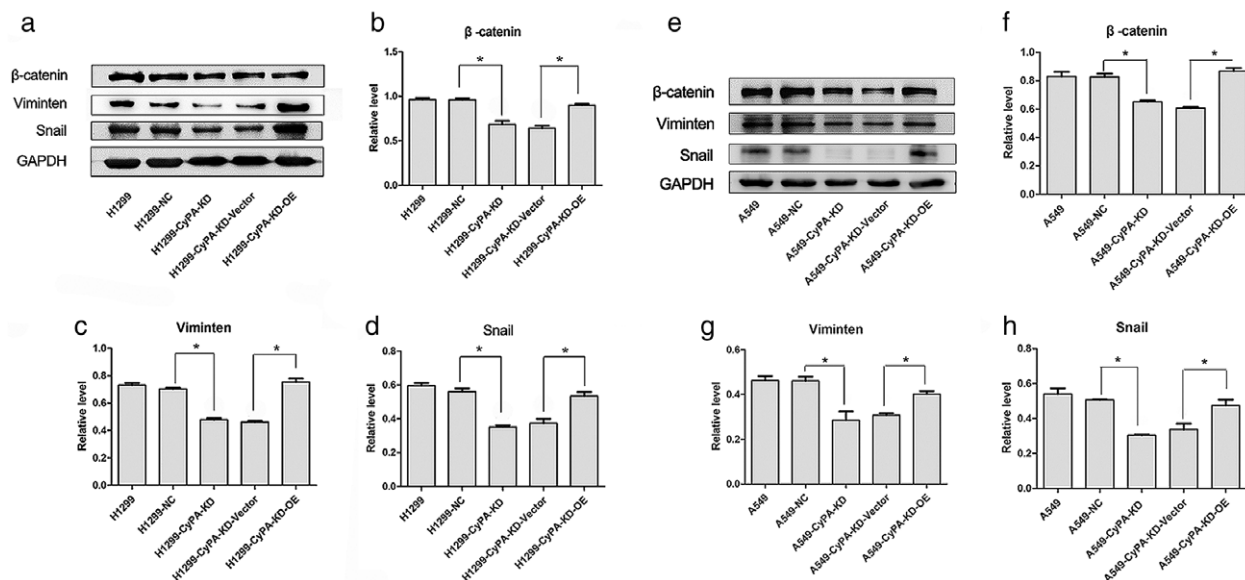 a
β-catenin
Viminten
Snail
GAPDH
H1299
H1299-NC
H1299-CyPA-KD
H1299-CyPA-KD-Vector
H1299-CyPA-KD-OE
b
β -catenin
Relative level
1.5
1.0
0.5
0.0
*
*
H1299
H1299-NC
H1299-CyPA-KD
H1299-CyPA-KD-Vector
H1299-CyPA-KD-OE
e
β-catenin
Viminten
Snail
GAPDH
A549
A549-NC
A549-CyPA-KD
A549-CyPA-KD-Vector
A549-CyPA-KD-OE
f
β -catenin
Relative level
1.0
0.8
0.6
0.4
0.2
0.0
*
*
A549
A549-NC
A549-CyPA-KD
A549-CyPA-KD-Vector
A549-CyPA-KD-OE
c
Viminten
Relative level
1.0
0.8
0.6
0.4
0.2
0.0
*
*
H1299
H1299-NC
H1299-CyPA-KD
H1299-CyPA-KD-Vector
H1299-CyPA-KD-OE
d
Snail
Relative level
0.8
0.6
0.4
0.2
0.0
*
*
H1299
H1299-NC
H1299-CyPA-KD
H1299-CyPA-KD-Vector
H1299-CyPA-KD-OE
g
Viminten
Relative level
0.6
0.4
0.2
0.0
*
*
A549
A549-NC
A549-CyPA-KD
A549-CyPA-KD-Vector
A549-CyPA-KD-OE
h
Snail
Relative level
0.8
0.6
0.4
0.2
0.0
*
*
A549
A549-NC
A549-CyPA-KD
A549-CyPA-KD-Vector
A549-CyPA-KD-OE